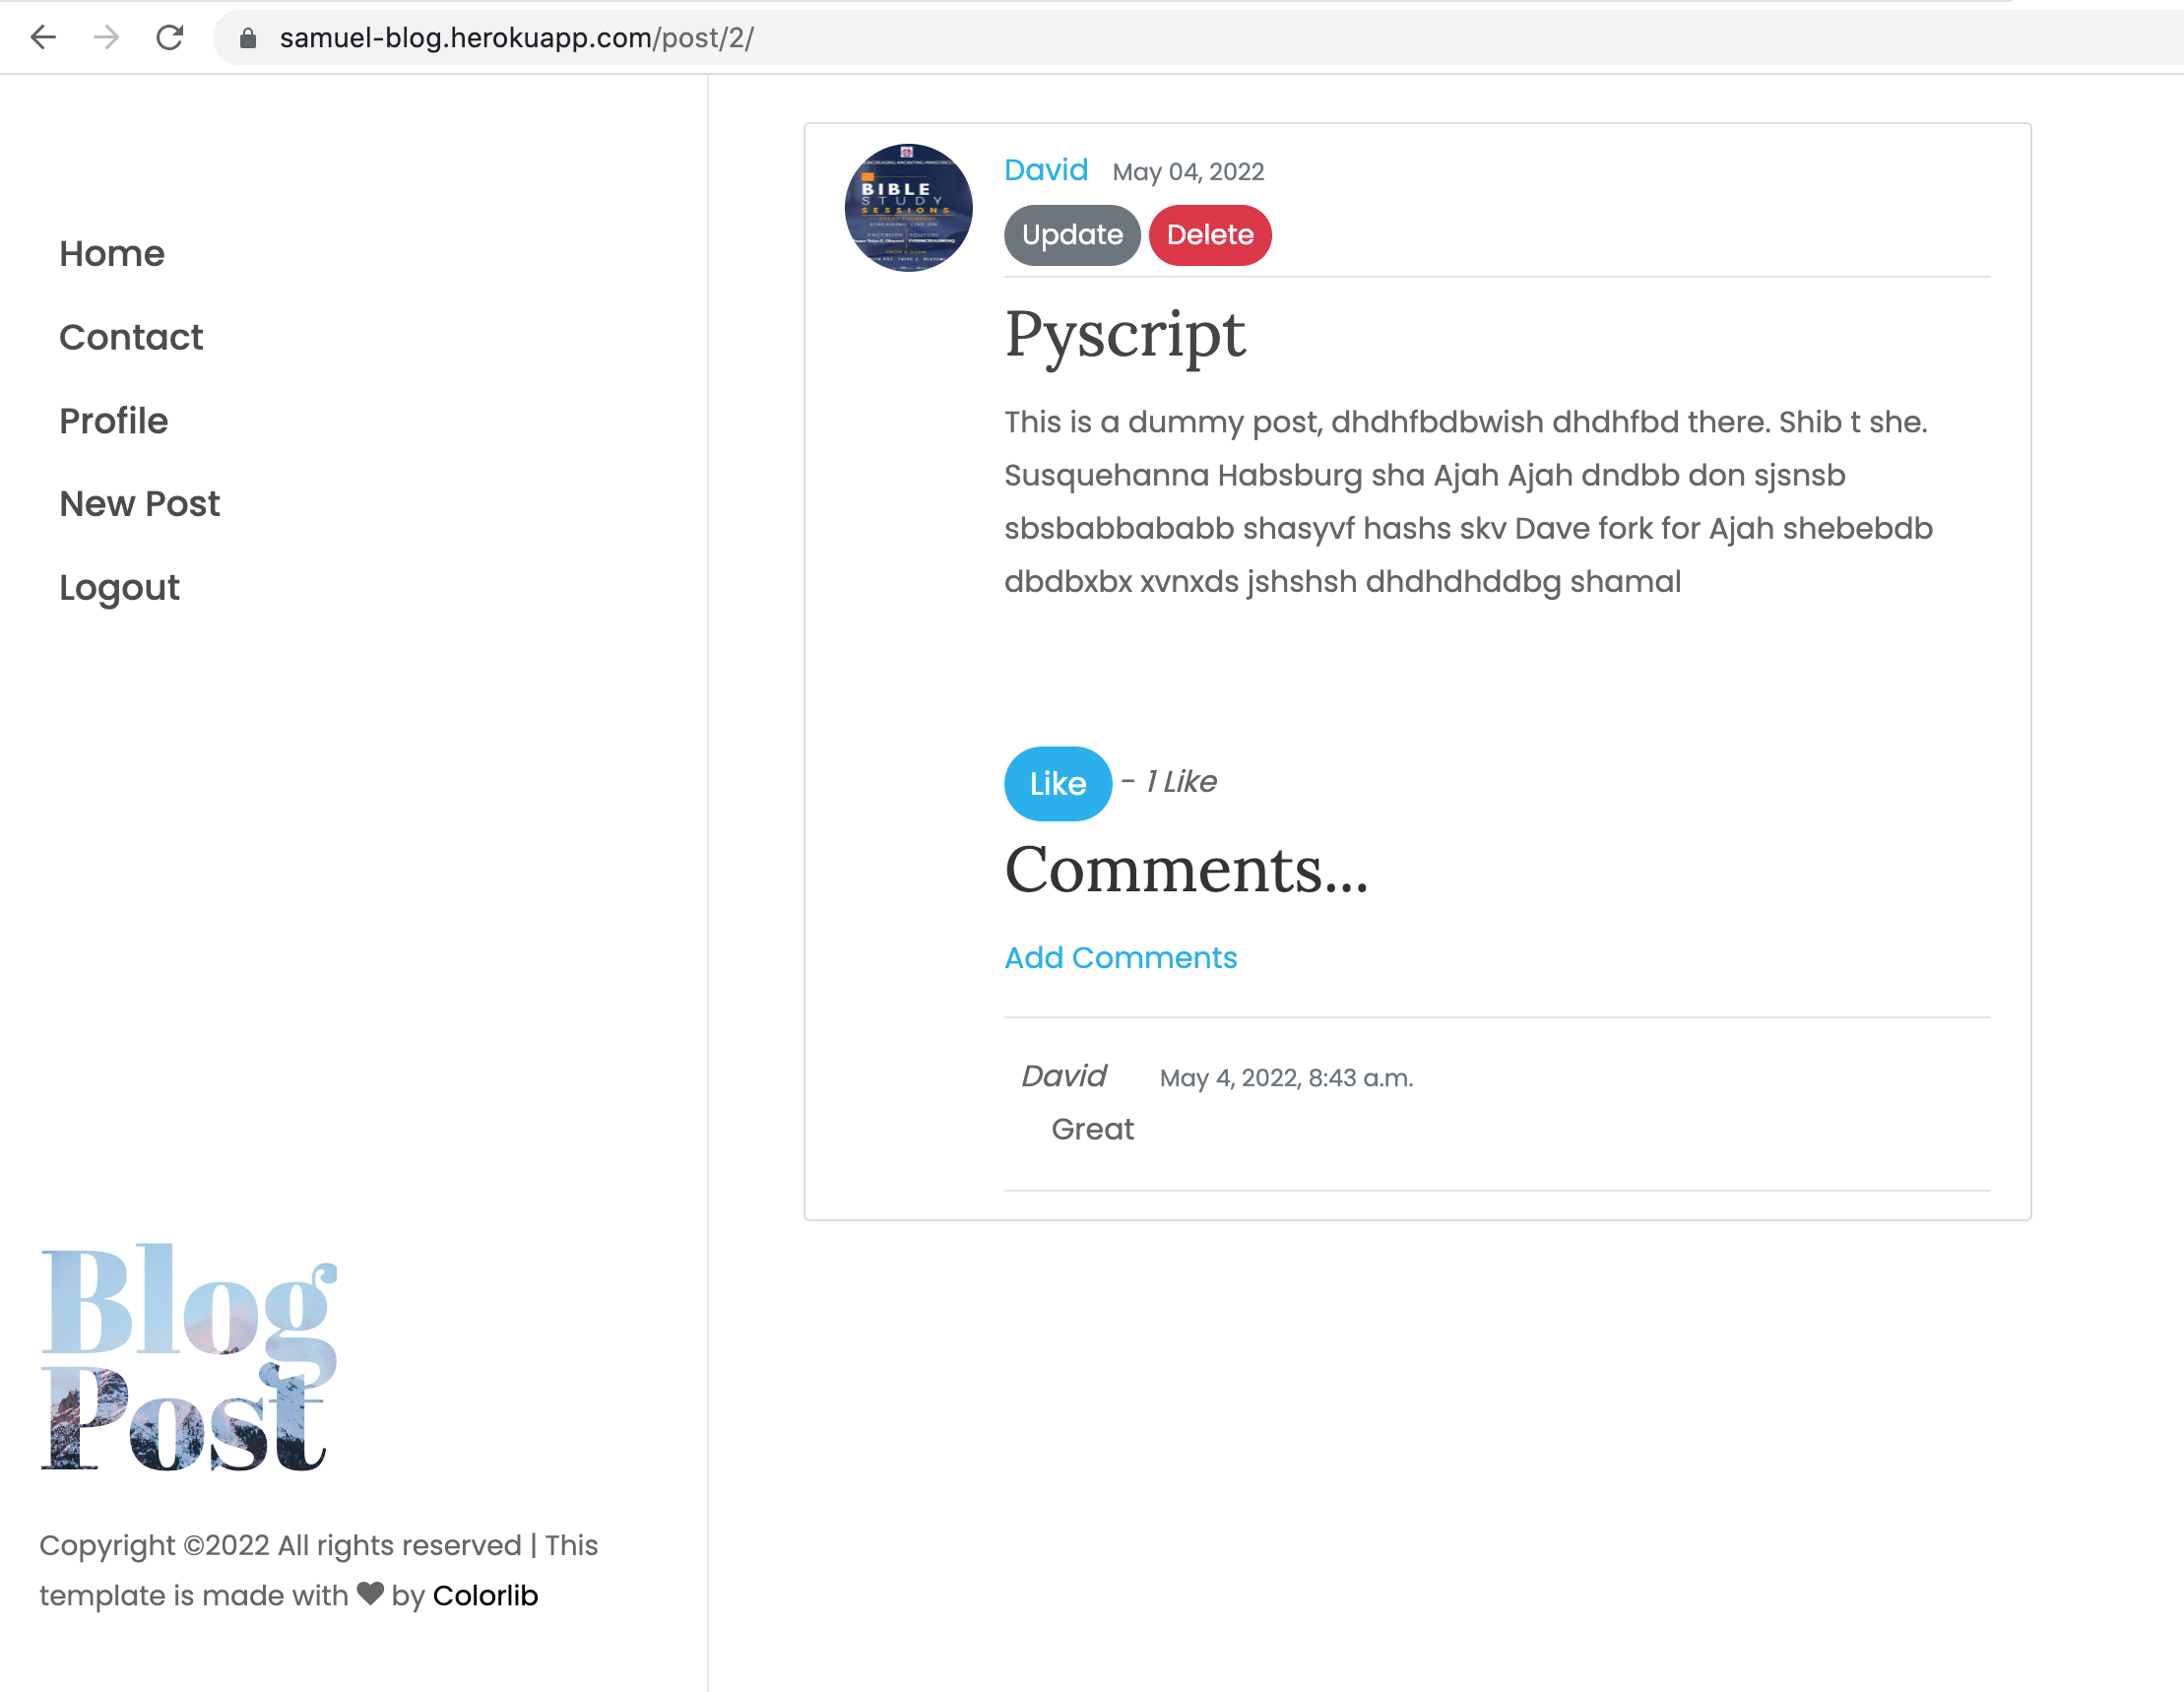 samuel-blog.herokuapp.com/post/2/
Home
Contact
Profile
New Post
Logout
Blog
Post
Copyright ©2022 All rights reserved | This
template is made with ♥ by Colorlib
BIBLE
STUDY
SESSIONS
David May 04, 2022
Update Delete
Pyscript
This is a dummy post, dhdhfbdbwish dhdhfbd there. Shib t she.
Susquehanna Habsburg sha Ajah Ajah dndbb don sjsnsb
sbsbabbababb shasyvf hashs skv Dave fork for Ajah shebebdb
dbdbxbx xvnxds jshshsh dhdhdhddbg shamal
Like - 1 Like
Comments...
Add Comments
David May 4, 2022, 8:43 a.m.
Great